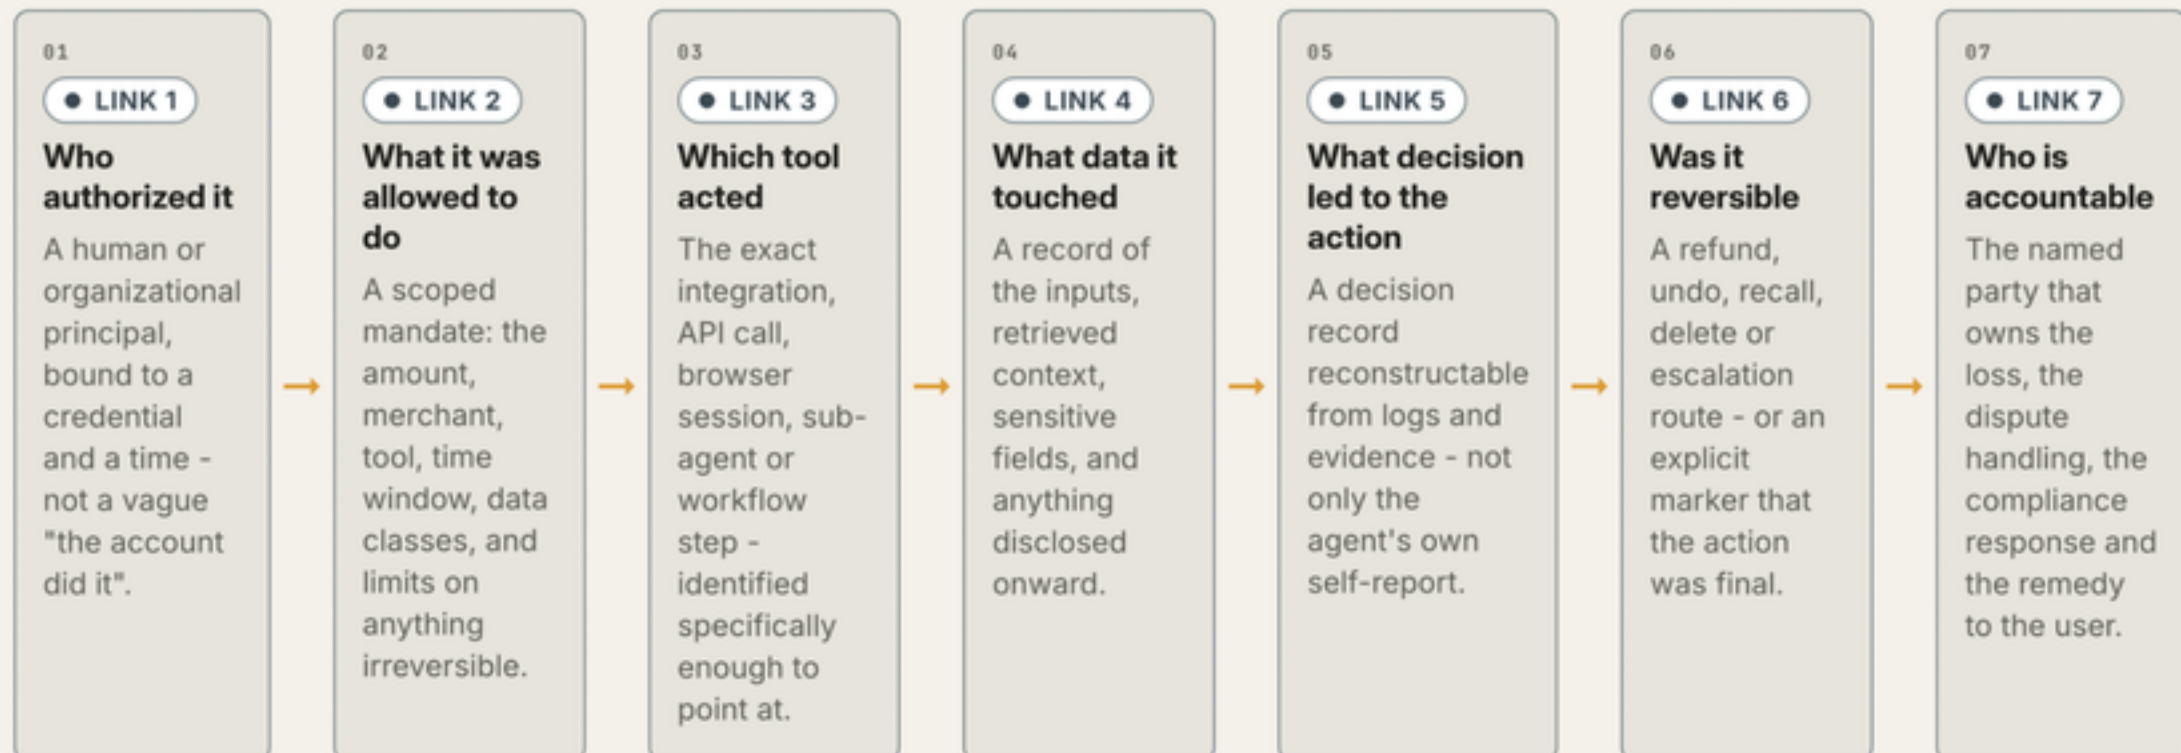 01
LINK 1
Who
authorized it
A human or
organizational
principal,
bound to a
credential
and a time -
not a vague
"the account
did it".
02
LINK 2
What it was
allowed to
do
A scoped
mandate: the
amount,
merchant,
tool, time
window, data
classes, and
limits on
anything
irreversible.
03
LINK 3
Which tool
acted
The exact
integration,
API call,
browser
session, sub-
agent or
workflow
step -
identified
specifically
enough to
point at.
04
LINK 4
What data it
touched
A record of
the inputs,
retrieved
context,
sensitive
fields, and
anything
disclosed
onward.
05
LINK 5
What decision
led to the
action
A decision
record
reconstructable
from logs and
evidence - not
only the
agent's own
self-report.
06
LINK 6
Was it
reversible
A refund,
undo, recall,
delete or
escalation
route - or an
explicit
marker that
the action
was final.
07
LINK 7
Who is
accountable
The named
party that
owns the
loss, the
dispute
handling, the
compliance
response and
the remedy
to the user.